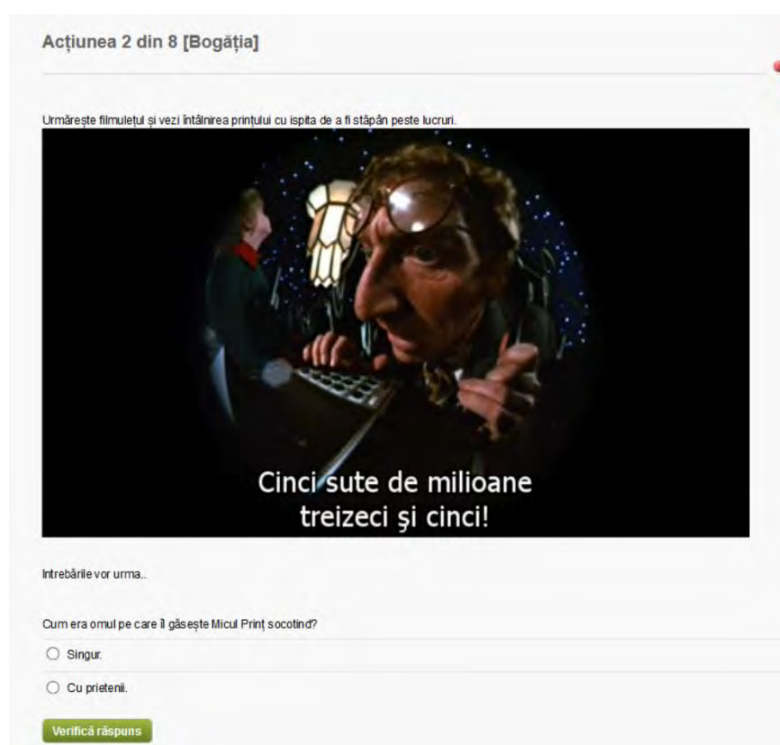 Acțiunea 2 din 8 [Bogăția]
Urmărește filmulețul și vezi întâlnirea prințului cu ispita de a fi stăpân peste lucruri.
Cinci sute de milioane
treizeci şi cinci!
Intrebările vor urma..
Cum era omul pe care îl găsește Micul Prinț socotind?
Singur.
Cu prietenii.
Verifică răspuns